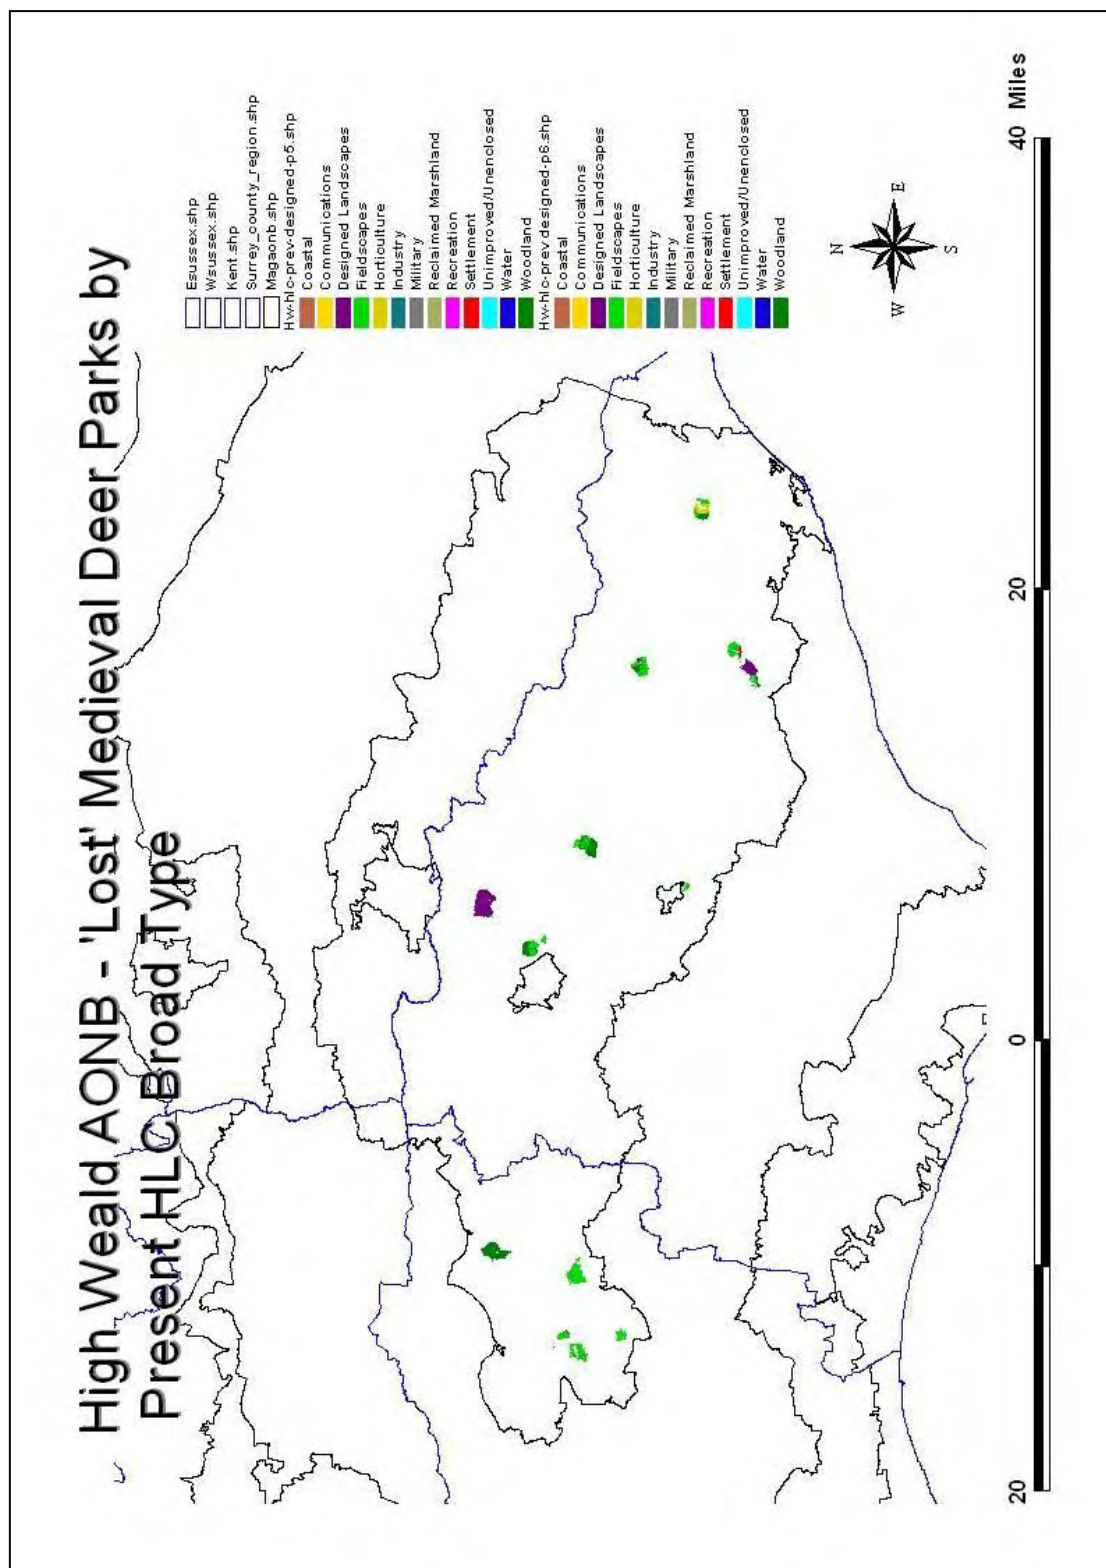 High Weald AONB - 'Lost' Medieval Deer Parks by
Present HLC Broad Type
Esussex.shp
Wsussex.shp
Kent.shp
Surrey_county_region.shp
Magaonb.shp
Hw-hlc-prev-designed-p5.shp
Coastal
Communications
Designed Landscapes
Fieldscapes
Horticulture
Industry
Military
Reclaimed Marshland
Recreation
Settlement
Unimproved/Unenclosed
Water
Woodland
Hw-hlc-prev designed-p6.shp
Coastal
Communications
Designed Landscapes
Fieldscapes
Horticulture
Industry
Military
Reclaimed Marshland
Recreation
Settlement
Unimproved/Unenclosed
Water
Woodland
N
W E
S
20 0 20 40 Miles